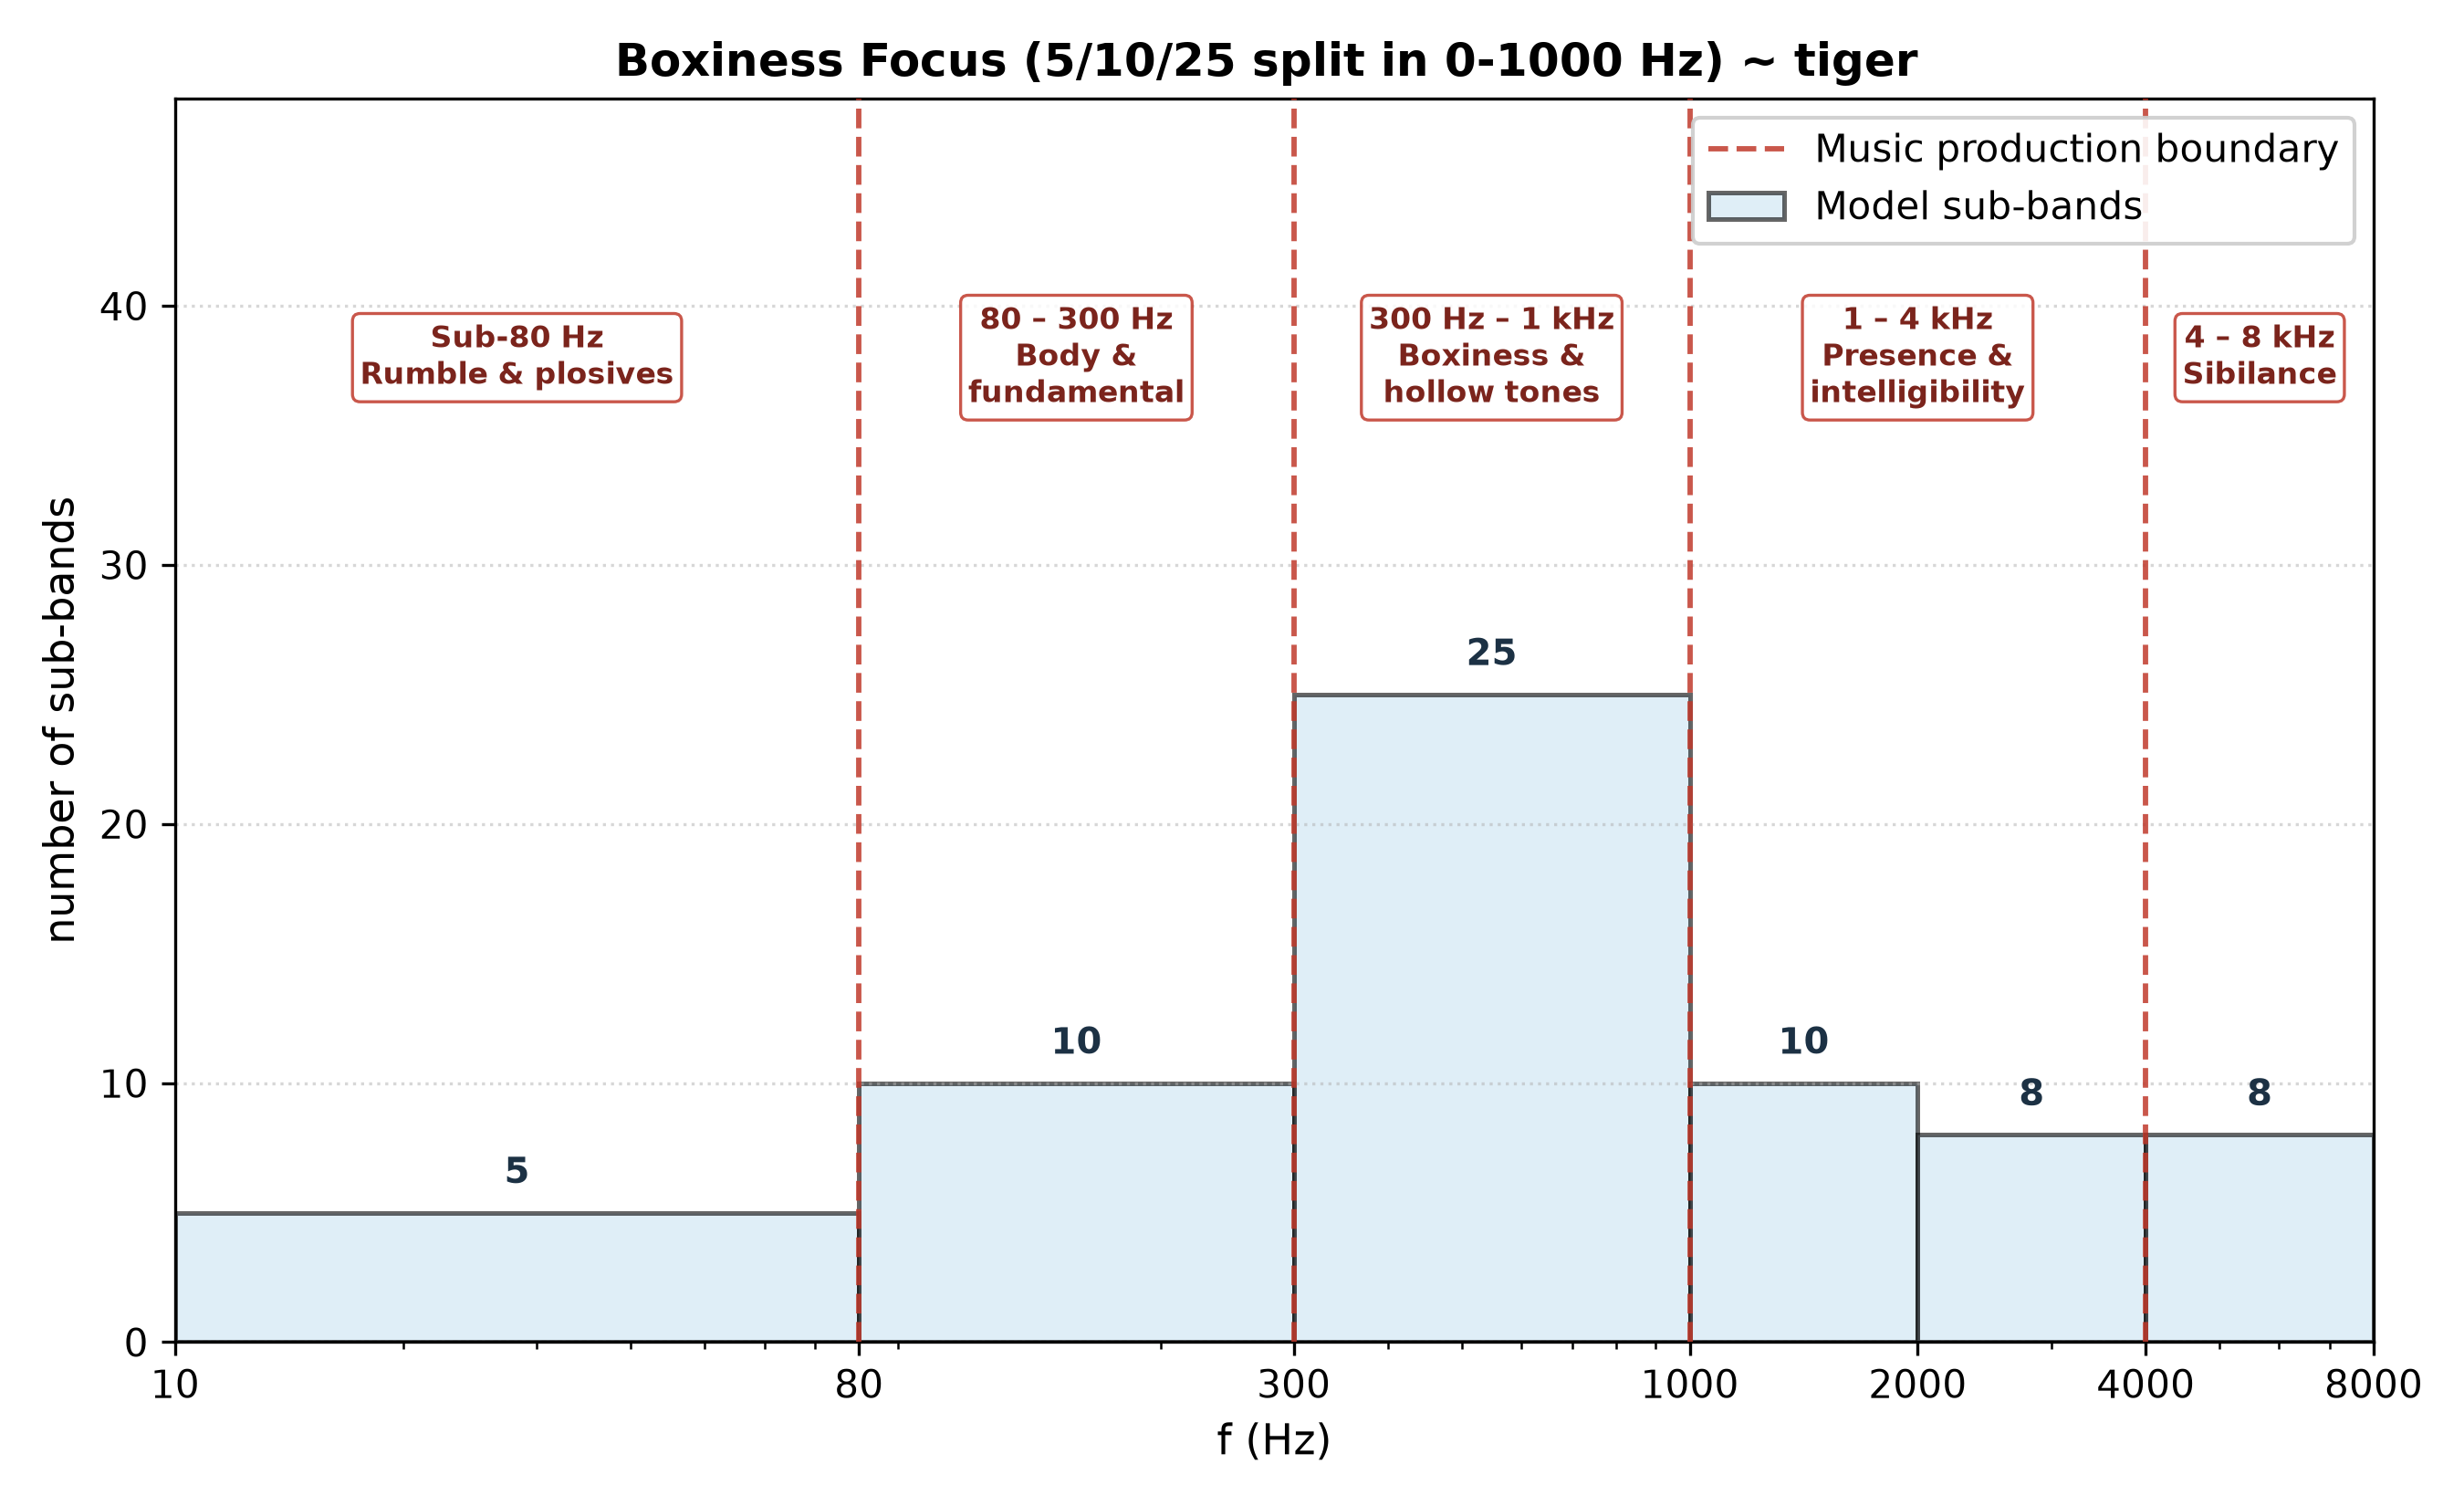 Boxiness Focus (5/10/25 split in 0-1000 Hz) ~ tiger
Music production boundary
Model sub-bands
Sub-80 Hz
Rumble & plosives
80 – 300 Hz
Body &
fundamental
300 Hz – 1 kHz
Boxiness &
hollow tones
1 – 4 kHz
Presence &
intelligibility
4 – 8 kHz
Sibilance
number of sub-bands
40
30
20
10
0
5
10
25
10
8
8
10
80
300
1000
2000
4000
8000
f (Hz)